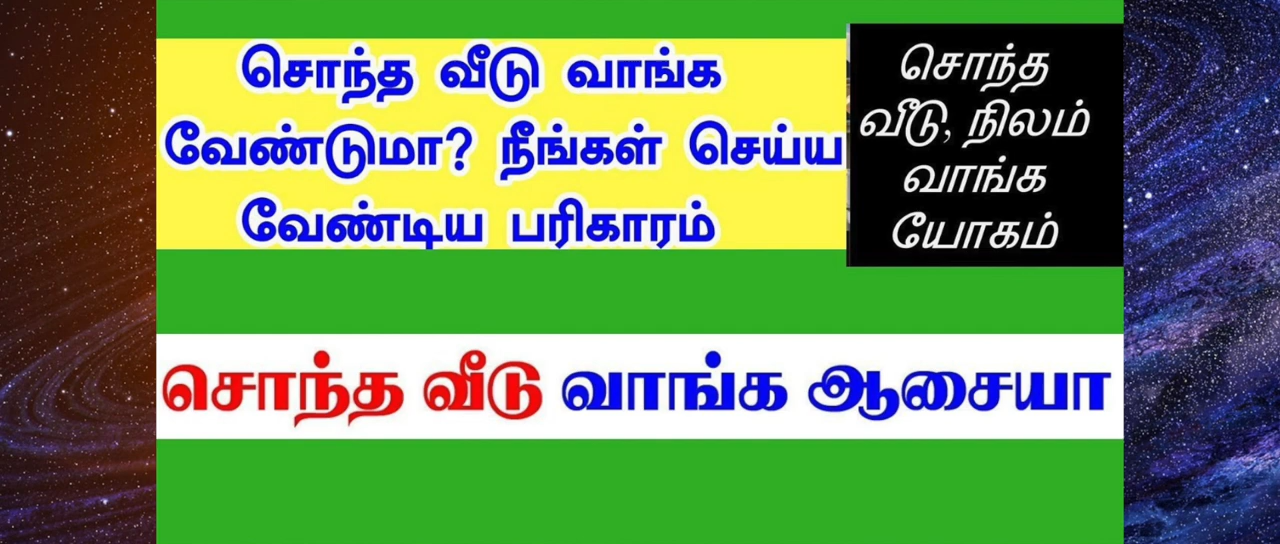 சொந்த வீடு வாங்க
வேண்டுமா? நீங்கள் செய்ய
வேண்டிய பரிகாரம்
சொந்த
வீடு, நிலம்
வாங்க
யோகம்
சொந்த வீடு வாங்க ஆசையா